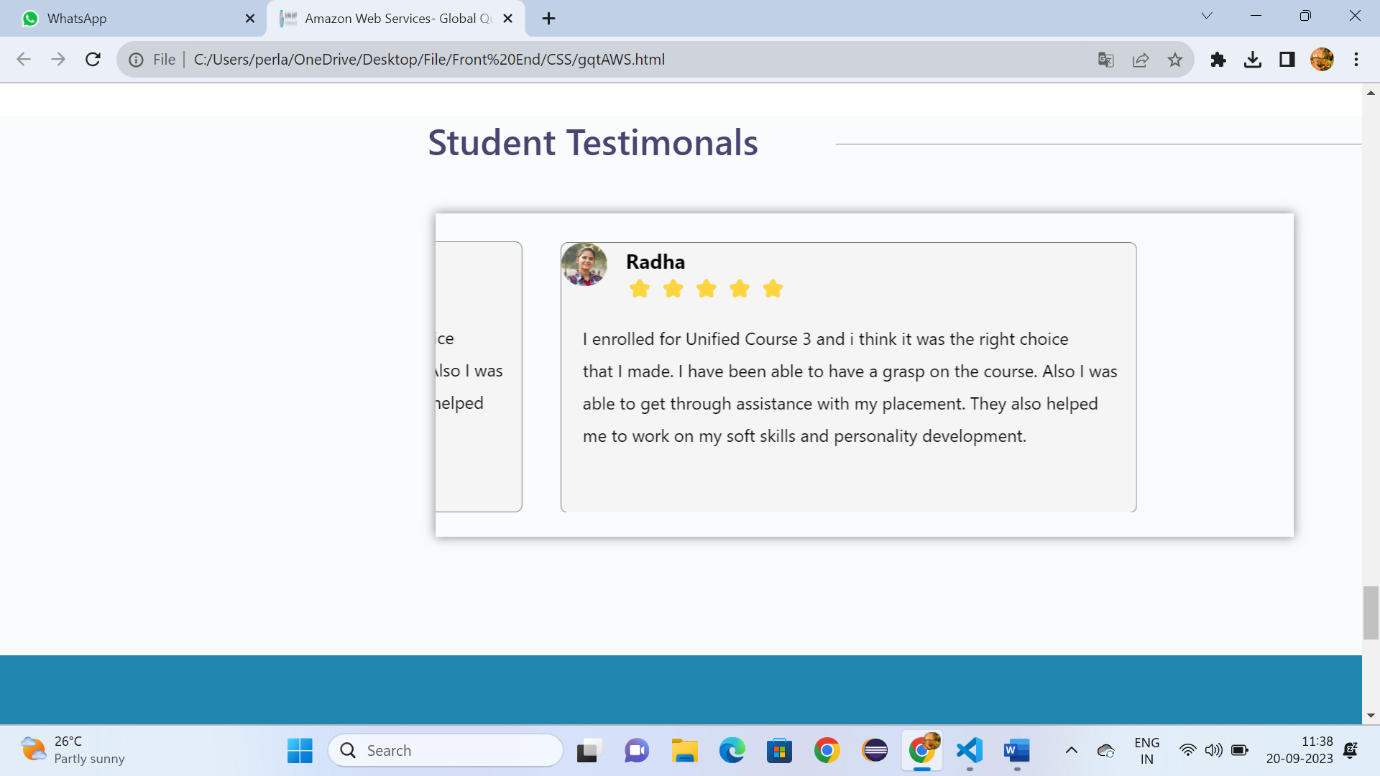 WhatsApp
Amazon Web Services- Global Qu
File
C:/Users/perla/OneDrive/Desktop/File/Front%20End/CSS/gqtAWS.html
Student Testimonals
Radha
ice
Also I was
helped
I enrolled for Unified Course 3 and i think it was the right choice
that I made. I have been able to have a grasp on the course. Also I was
able to get through assistance with my placement. They also helped
me to work on my soft skills and personality development.
26°C
Partly sunny
Search
ENG
IN
11:38
20-09-2023